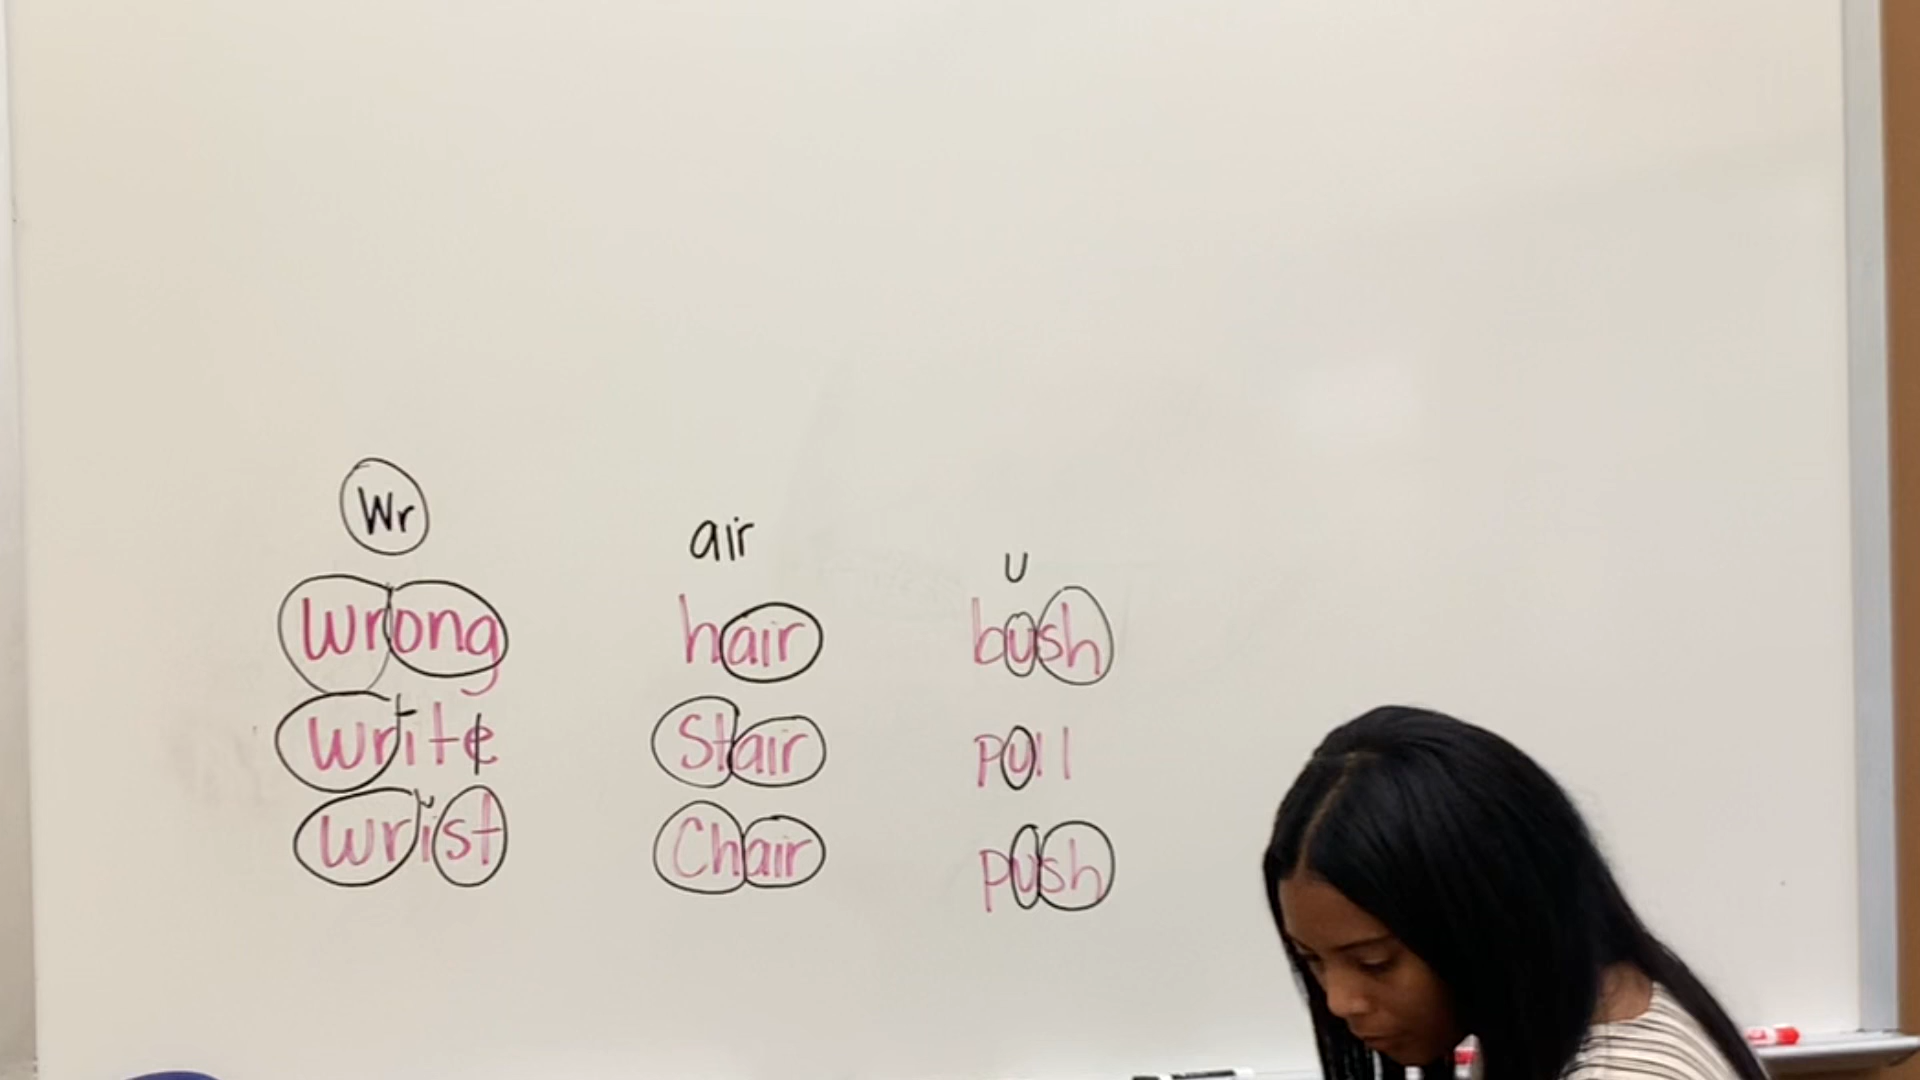 Wr
wrong
write
wrist
air
hair
Stair
Chair
u
bush
pull
push